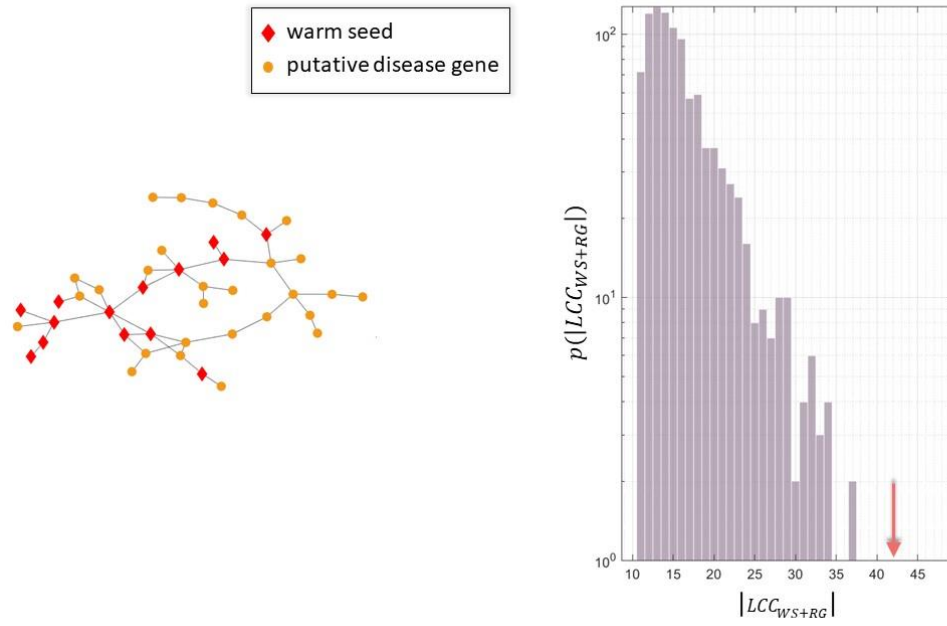 warm seed
putative disease gene
10²
10¹
10⁰
p(|LCC_{WS+RG}|)
10 15 20 25 30 35 40 45
|LCC_{WS+RG}|